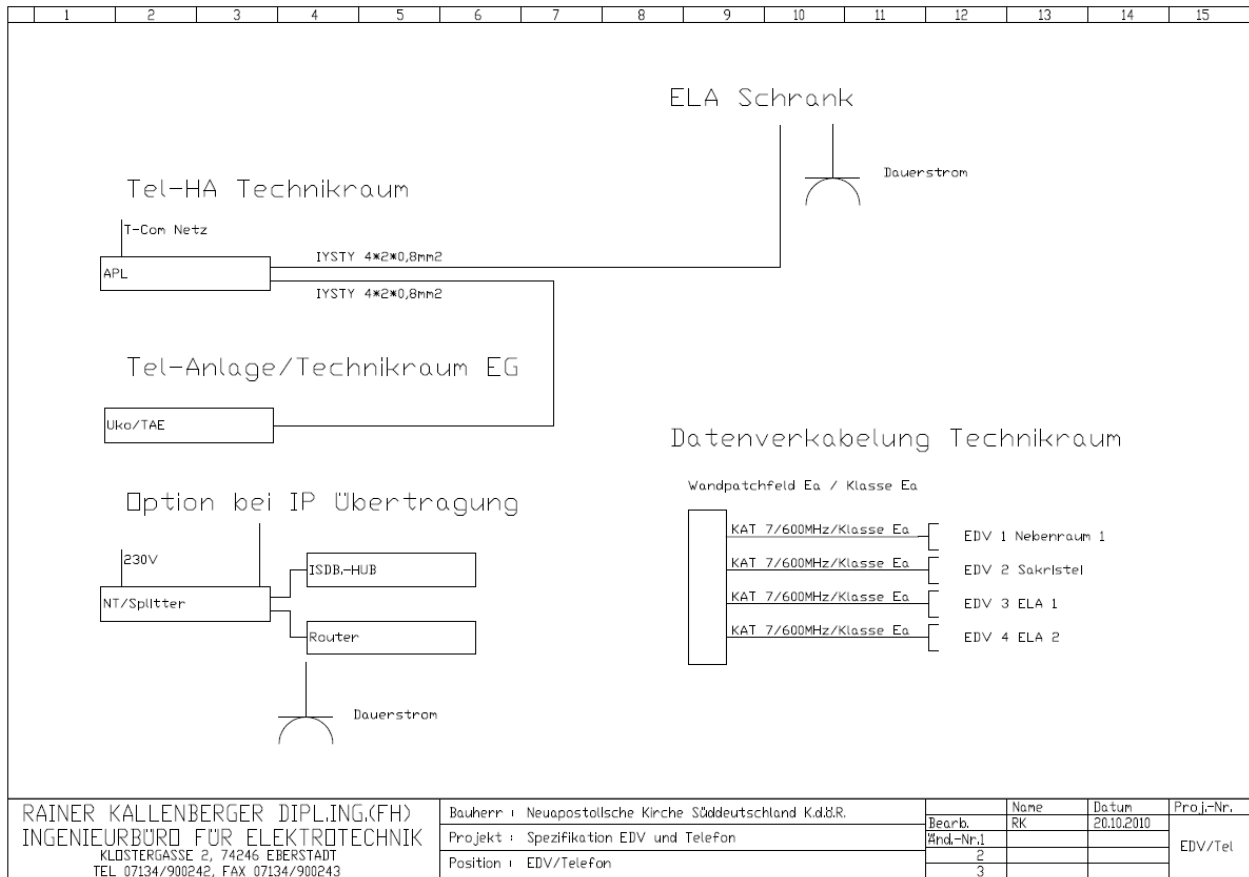 1 2 3 4 5 6 7 8 9 10 11 12 13 14 15
ELA Schrank
Dauerstrom
Tel-HA Technikraum
T-Com Netz
APL
IYSTY 4*2*0,8mm2
IYSTY 4*2*0,8mm2
Tel-Anlage/Technikraum EG
Uko/TAE
Option bei IP Übertragung
230V
ISDB.-HUB
NT/Splitter
Router
Dauerstrom
Datenverkabelung Technikraum
Wandpatchfeld Ea / Klasse Ea
KAT 7/600MHz/Klasse Ea EDV 1 Nebenraum 1
KAT 7/600MHz/Klasse Ea EDV 2 Sakristei
KAT 7/600MHz/Klasse Ea EDV 3 ELA 1
KAT 7/600MHz/Klasse Ea EDV 4 ELA 2
RAINER KALLENBERGER DIPL.ING.(FH)
INGENIEURBÜRO FÜR ELEKTROTECHNIK
KLOSTERGASSE 2, 74246 EBERSTADT
TEL 07134/900242, FAX 07134/900243
Bauherr : Neuapostolische Kirche Süddeutschland K.d.ö.R.
Projekt : Spezifikation EDV und Telefon
Position : EDV/Telefon
Name Datum Proj.-Nr.
Bearb. RK 20.10.2010
Änd.-Nr.1
2
3
EDV/Tel